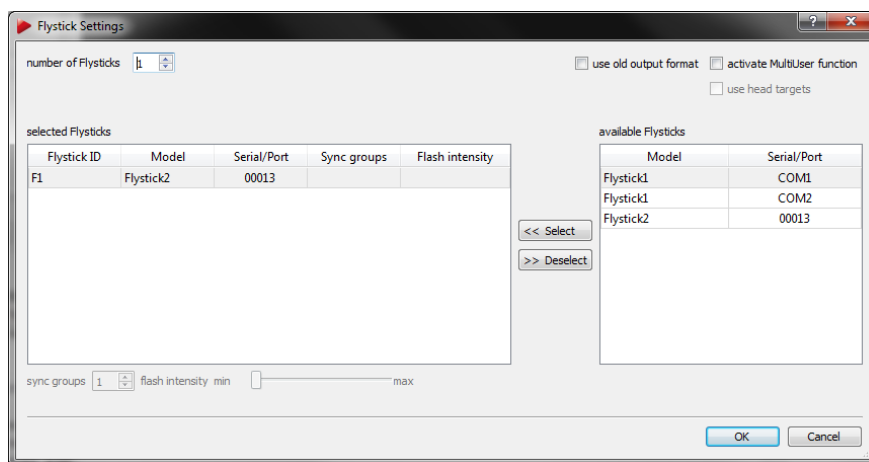 Flystick Settings
number of Flysticks 1
use old output format activate MultiUser function
use head targets
selected Flysticks
available Flysticks
Flystick ID Model Serial/Port Sync groups Flash intensity
F1 Flystick2 00013
Model Serial/Port
Flystick1 COM1
Flystick1 COM2
Flystick2 00013
<< Select
>> Deselect
sync groups 1 flash intensity min max
OK Cancel